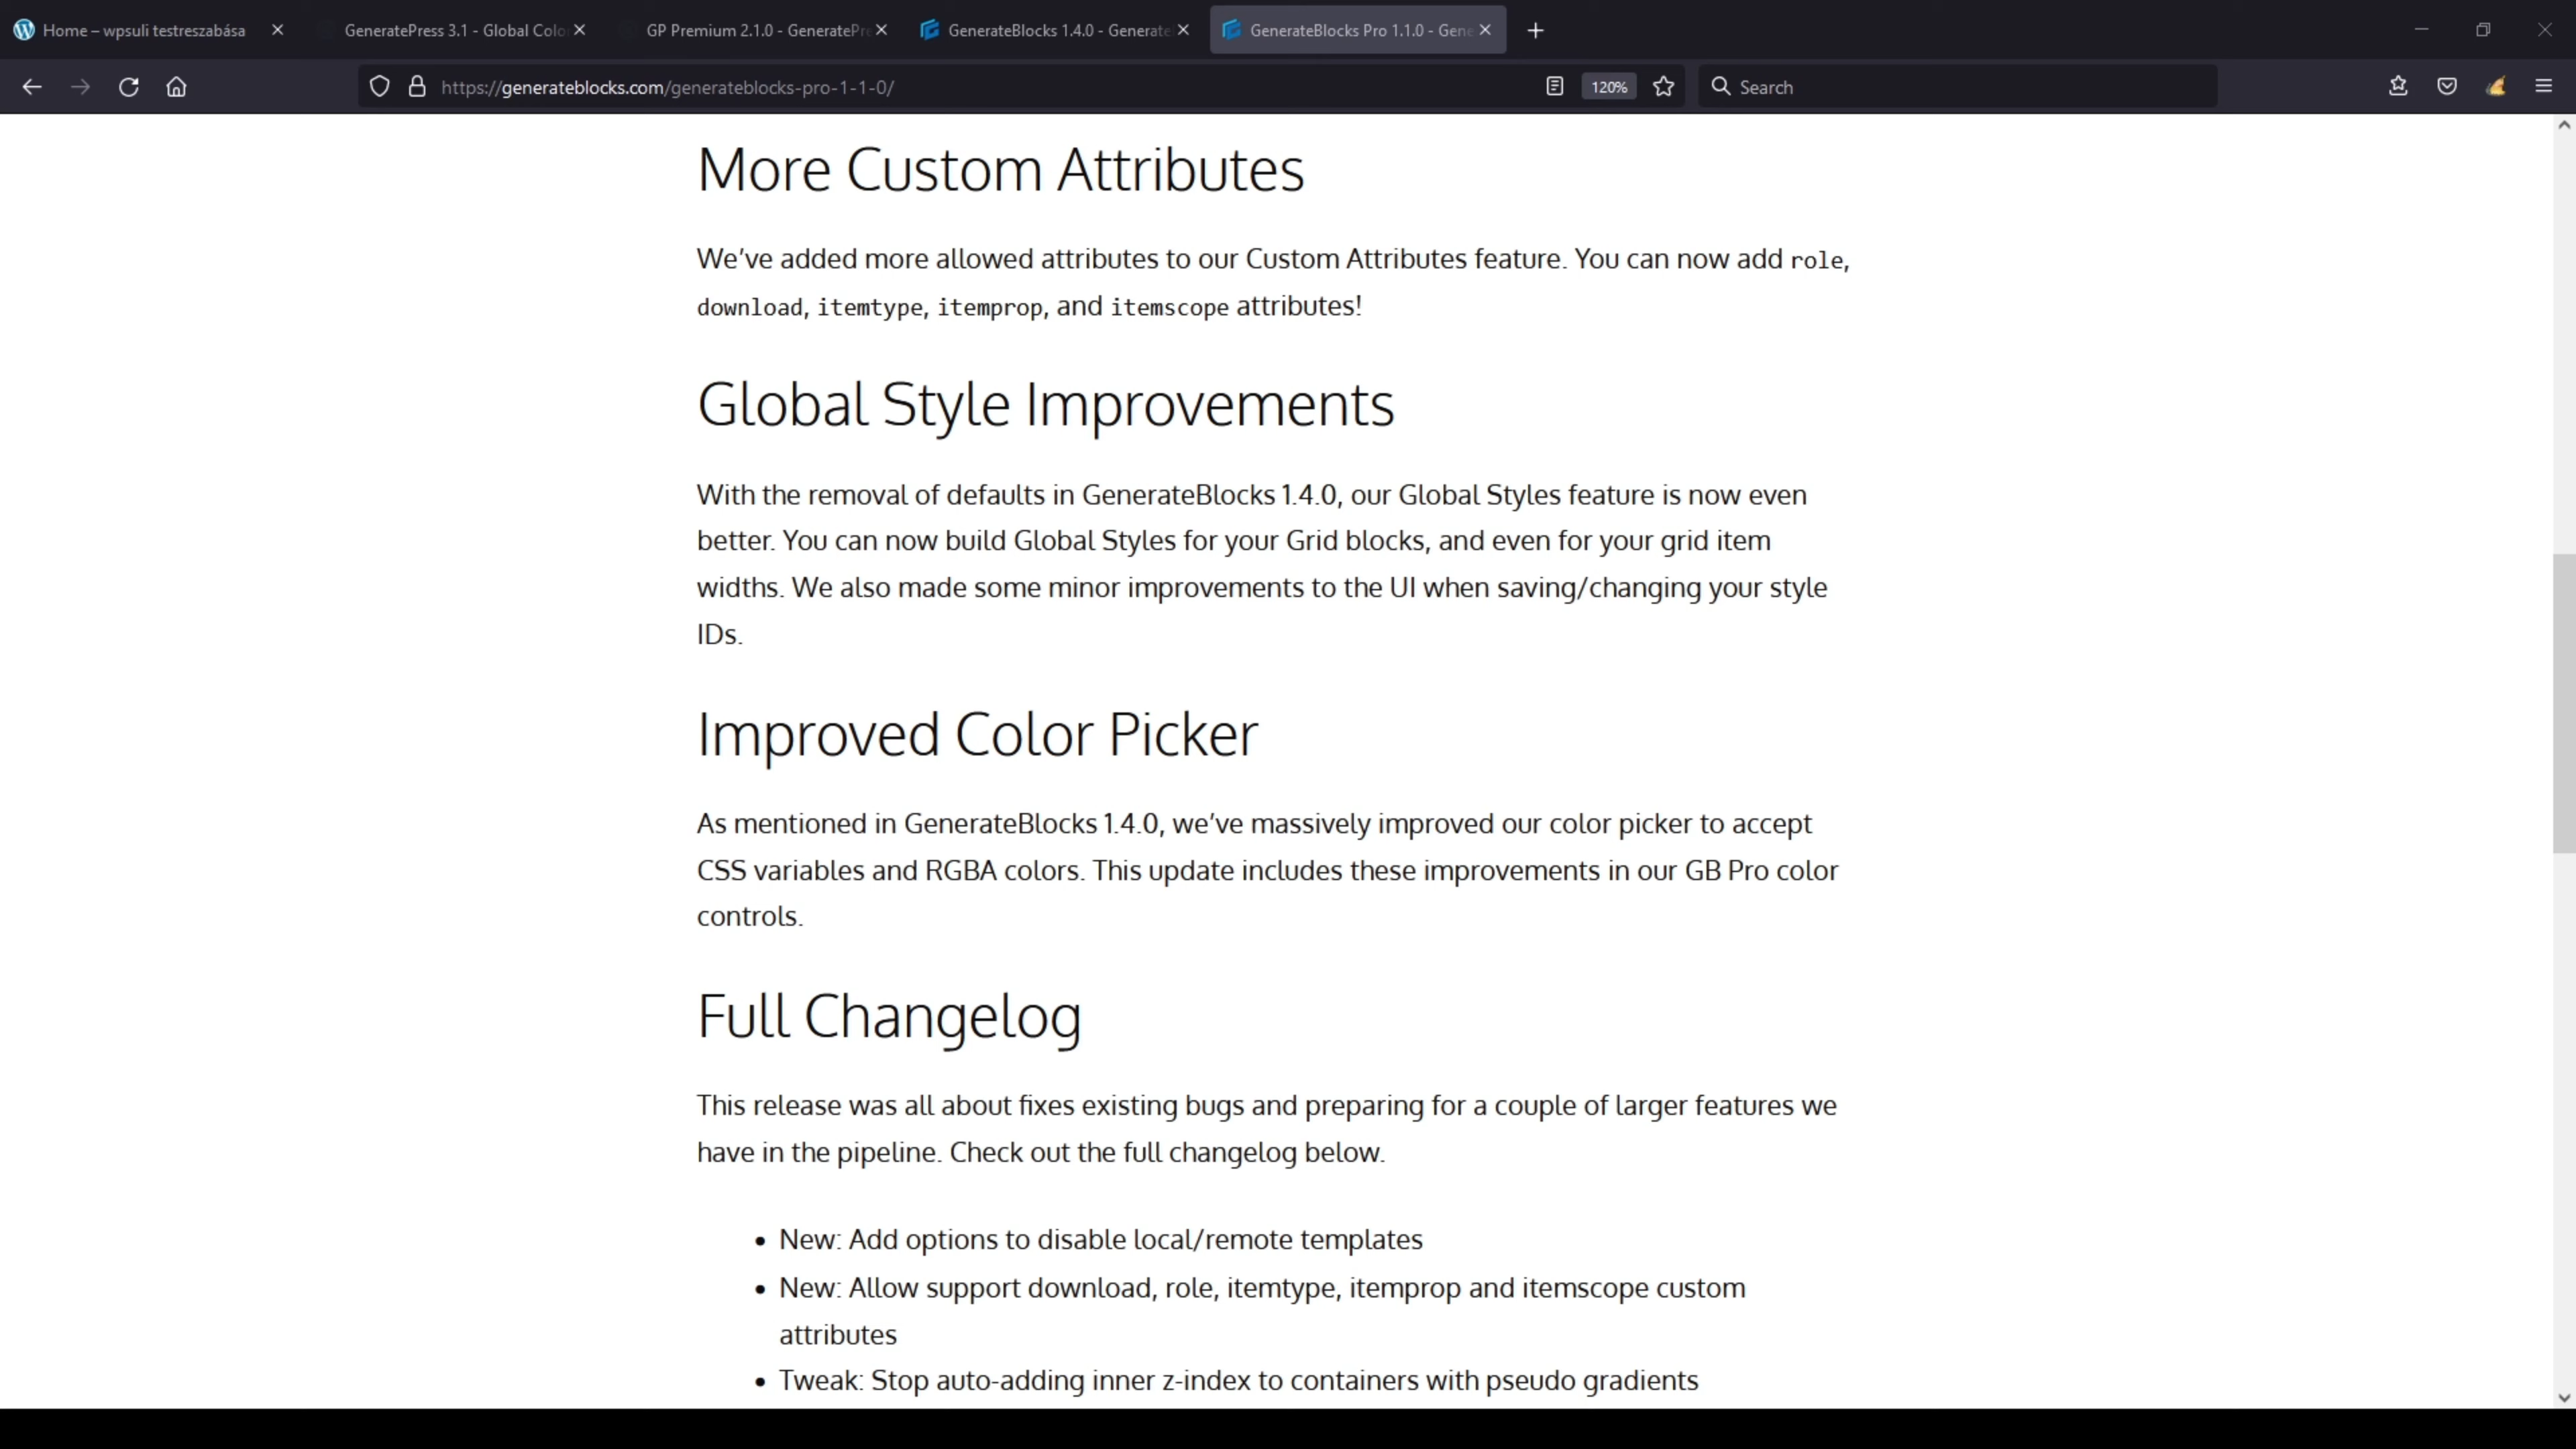 Home – wpsuli testreszabása
GeneratePress 3.1 - Global Colo
GP Premium 2.1.0 - GeneratePre
GenerateBlocks 1.4.0 - Generate
GenerateBlocks Pro 1.1.0 - Gene
https://generateblocks.com/generateblocks-pro-1-1-0/
120%
Search
More Custom Attributes
We’ve added more allowed attributes to our Custom Attributes feature. You can now add role,
download, itemtype, itemprop, and itemscope attributes!
Global Style Improvements
With the removal of defaults in GenerateBlocks 1.4.0, our Global Styles feature is now even
better. You can now build Global Styles for your Grid blocks, and even for your grid item
widths. We also made some minor improvements to the UI when saving/changing your style
IDs.
Improved Color Picker
As mentioned in GenerateBlocks 1.4.0, we’ve massively improved our color picker to accept
CSS variables and RGBA colors. This update includes these improvements in our GB Pro color
controls.
Full Changelog
This release was all about fixes existing bugs and preparing for a couple of larger features we
have in the pipeline. Check out the full changelog below.
• New: Add options to disable local/remote templates
• New: Allow support download, role, itemtype, itemprop and itemscope custom
attributes
• Tweak: Stop auto-adding inner z-index to containers with pseudo gradients